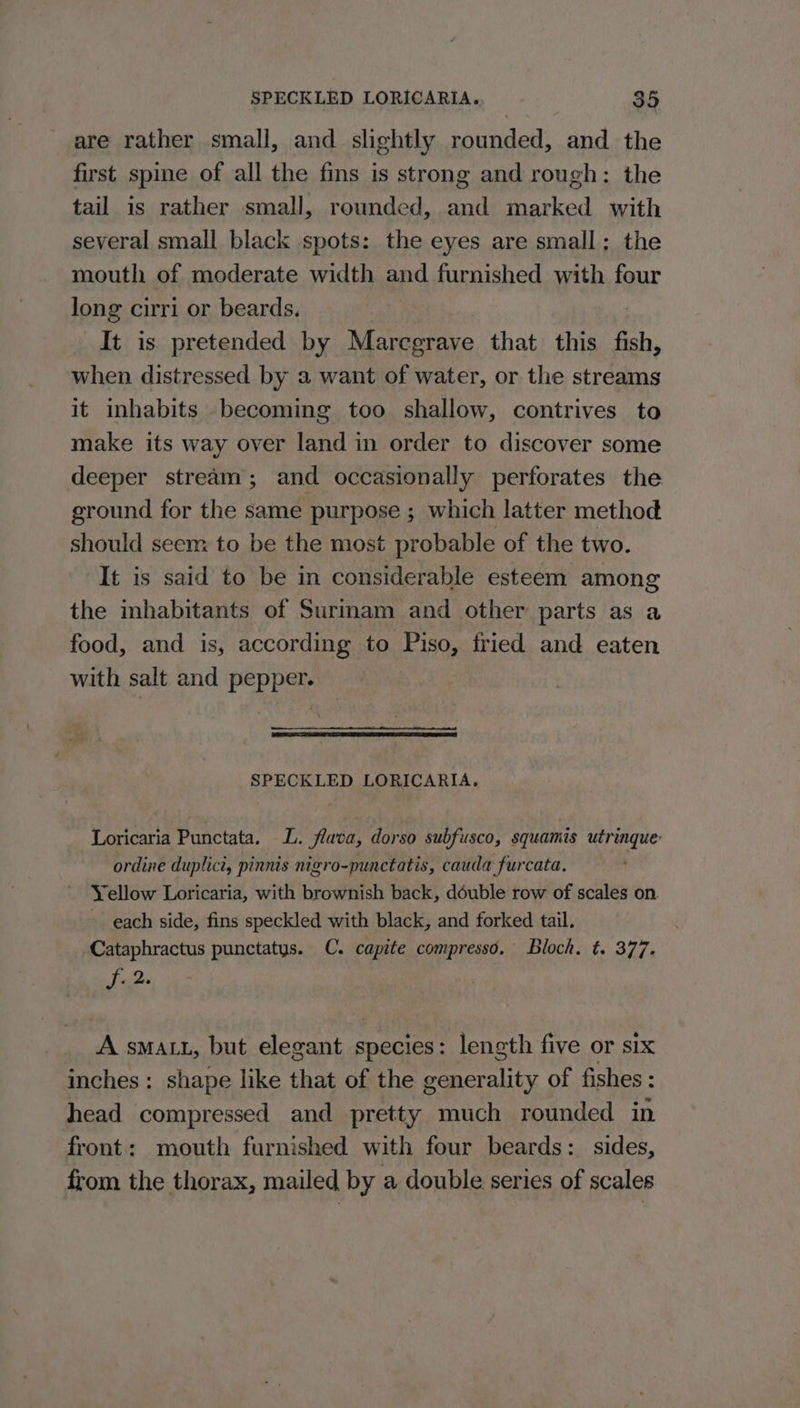 SPECKLED LORICARIA. 35
are rather small, and slightly rounded, and the
first spine of all the fins is strong and rough: the
tail is rather small, rounded, and marked with
several small black spots: the eyes are small: the
mouth of moderate width and furnished with four
long cirri or beards.
It is pretended by Marcgrave that this fish,
when distressed by a want of water, or the streams
it inhabits becoming too shallow, contrives to
make its way over land in order to discover some
deeper stream; and occasionally perforates the
ground for the same purpose; which latter method
should seem to be the most probable of the two.
It is said to be in considerable esteem among
the inhabitants of Surinam and other parts as a
food, and is, according to Piso, fried and eaten
with salt and pepper.
SPECKLED LORICARIA.
Loricaria Punctata. L. flava, dorso subfusco, squamis utrinque
ordine duplici, pinnis nigro-punctatis, cauda furcata.
Yellow Loricaria, with brownish back, double row of scales on
each side, fins speckled with black, and forked tail.
Cataphractus punctatus. C. capite compresso. Bloch. t. 377.
f. 2.
A SMALL, but elegant species: length five or six
inches: shape like that of the generality of fishes:
head compressed and pretty much rounded in
front: mouth furnished with four beards: sides,
from the thorax, mailed by a double series of scales